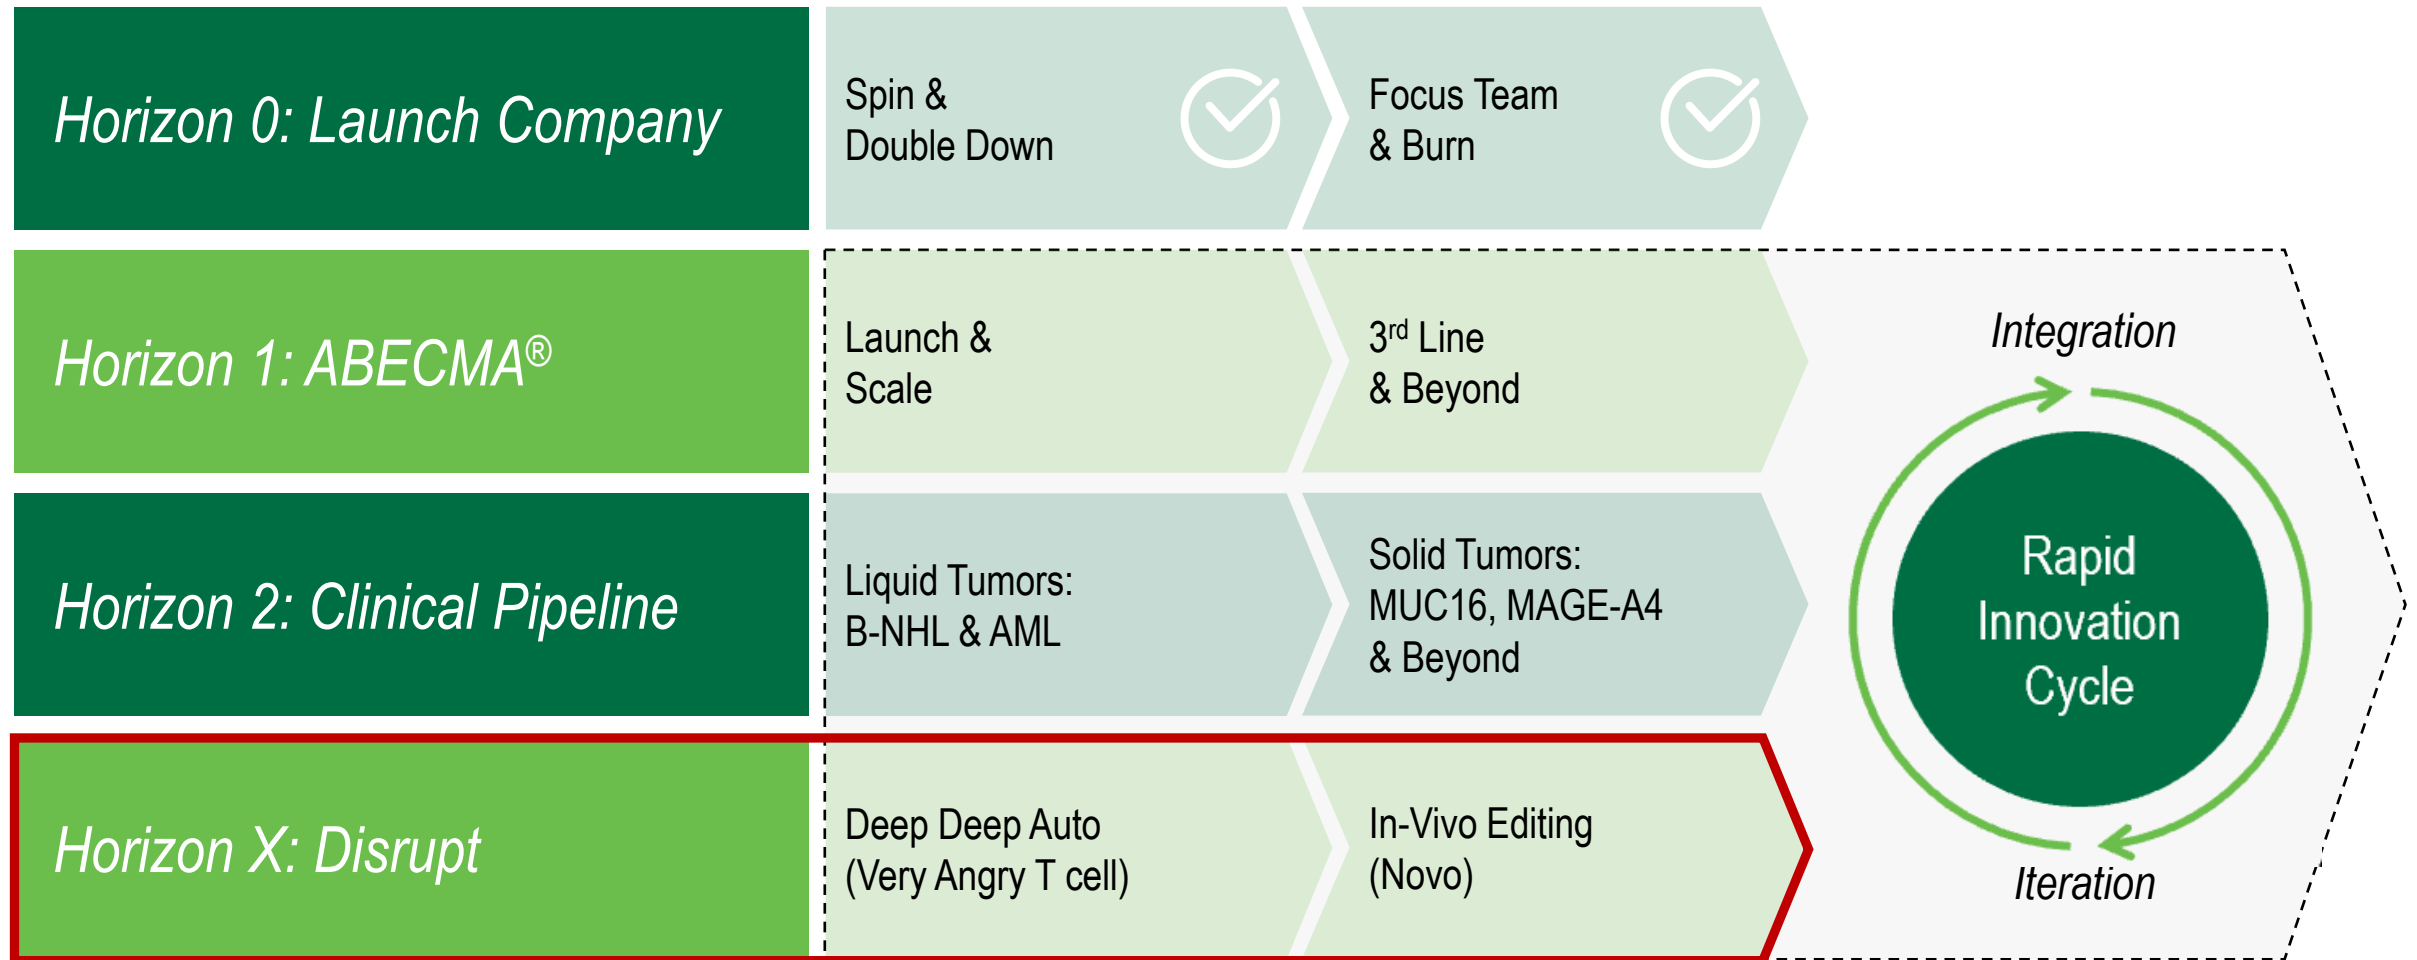 Horizon 0: Launch Company
Spin &
Double Down
Focus Team
& Burn
Horizon 1: ABECMA®
Launch &
Scale
3rd Line
& Beyond
Horizon 2: Clinical Pipeline
Liquid Tumors:
B-NHL & AML
Solid Tumors:
MUC16, MAGE-A4
& Beyond
Horizon X: Disrupt
Deep Deep Auto
(Very Angry T cell)
In-Vivo Editing
(Novo)
Integration
Rapid
Innovation
Cycle
Iteration